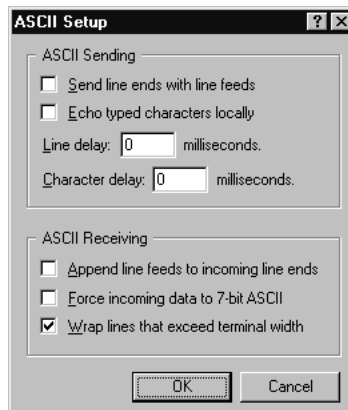 ASCII Setup
ASCII Sending
Send line ends with line feeds
Echo typed characters locally
Line delay: 0 milliseconds.
Character delay: 0 milliseconds.
ASCII Receiving
Append line feeds to incoming line ends
Force incoming data to 7-bit ASCII
Wrap lines that exceed terminal width
OK Cancel